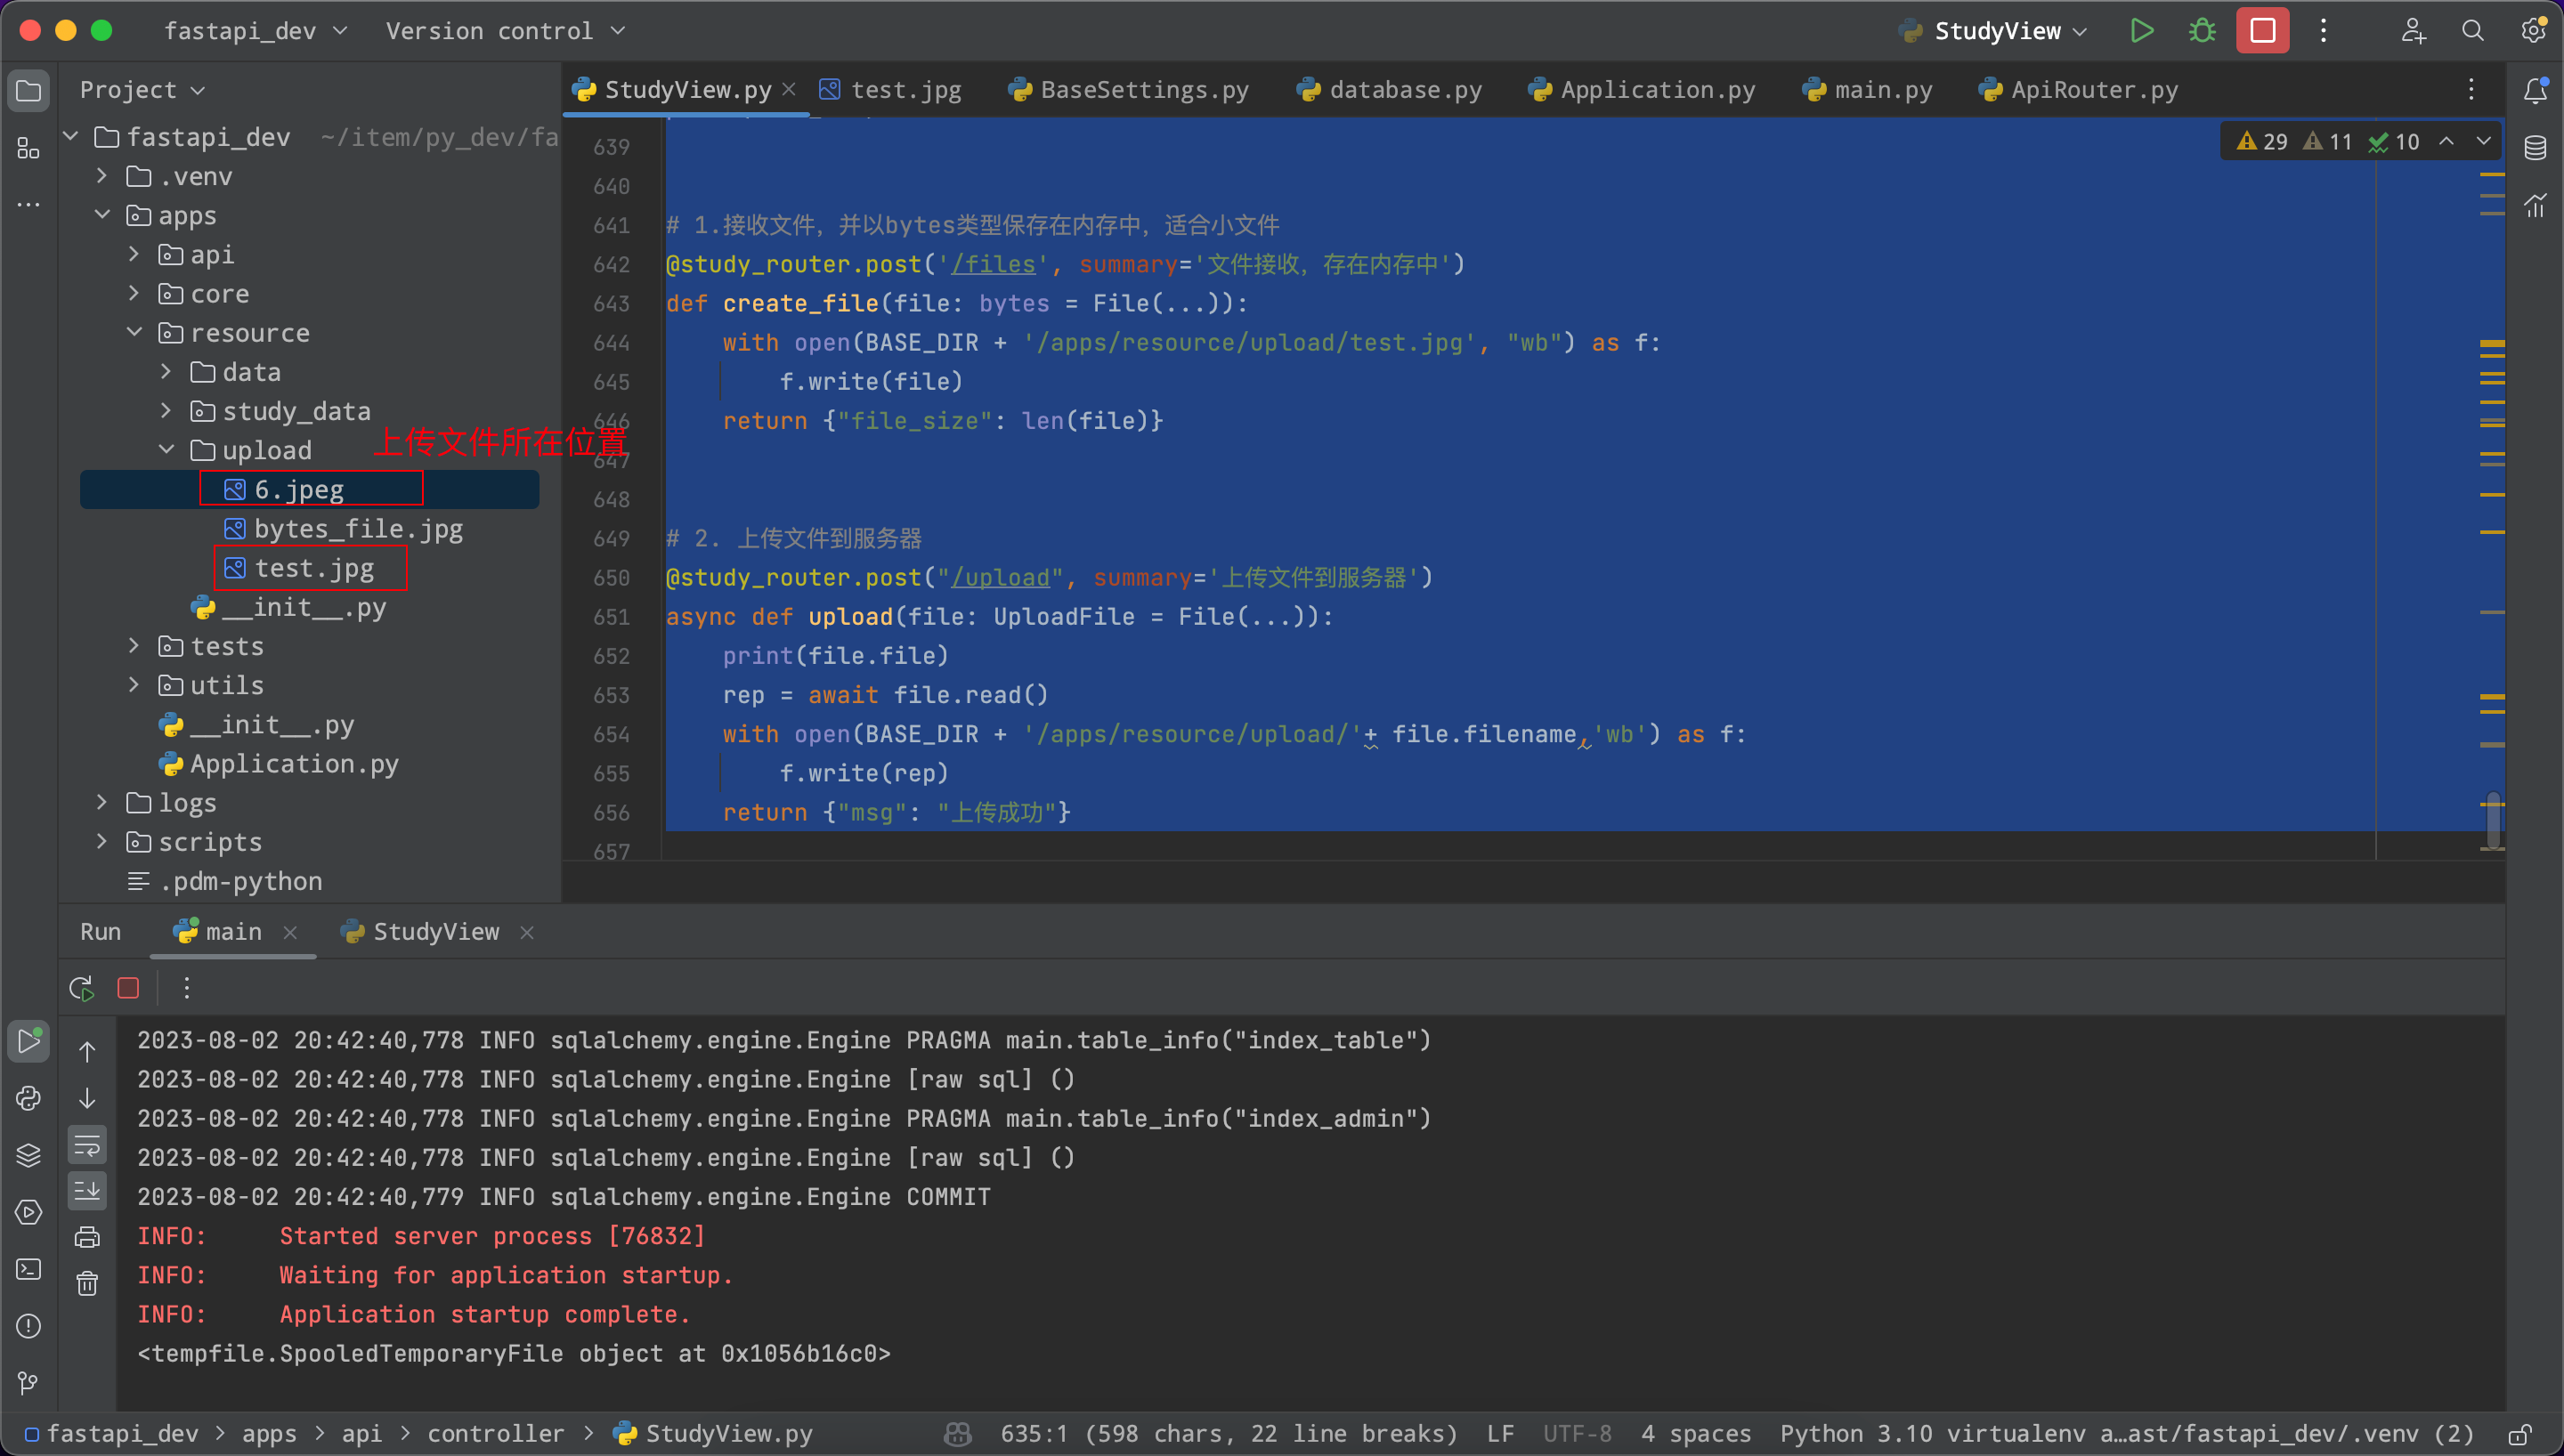 fastapi_dev
Version control
StudyView
Project
StudyView.py
test.jpg
BaseSettings.py
database.py
Application.py
main.py
ApiRouter.py
fastapi_dev ~/item/py_dev/fa
.venv
apps
api
core
resource
data
study_data
upload
上传文件所在位置
6.jpeg
bytes_file.jpg
test.jpg
__init__.py
tests
utils
__init__.py
Application.py
logs
scripts
.pdm-python
29 11 10
639
640
641 # 1.接收文件，并以bytes类型保存在内存中，适合小文件
642 @study_router.post('/files', summary='文件接收，存在内存中')
643 def create_file(file: bytes = File(...)):
644     with open(BASE_DIR + '/apps/resource/upload/test.jpg', "wb") as f:
645         f.write(file)
646     return {"file_size": len(file)}
647
648
649 # 2. 上传文件到服务器
650 @study_router.post("/upload", summary='上传文件到服务器')
651 async def upload(file: UploadFile = File(...)):
652     print(file.file)
653     rep = await file.read()
654     with open(BASE_DIR + '/apps/resource/upload/'+ file.filename,'wb') as f:
655         f.write(rep)
656     return {"msg": "上传成功"}
657
Run
main
StudyView
2023-08-02 20:42:40,778 INFO sqlalchemy.engine.Engine PRAGMA main.table_info("index_table")
2023-08-02 20:42:40,778 INFO sqlalchemy.engine.Engine [raw sql] ()
2023-08-02 20:42:40,778 INFO sqlalchemy.engine.Engine PRAGMA main.table_info("index_admin")
2023-08-02 20:42:40,778 INFO sqlalchemy.engine.Engine [raw sql] ()
2023-08-02 20:42:40,779 INFO sqlalchemy.engine.Engine COMMIT
INFO:     Started server process [76832]
INFO:     Waiting for application startup.
INFO:     Application startup complete.
<tempfile.SpooledTemporaryFile object at 0x1056b16c0>
fastapi_dev > apps > api > controller > StudyView.py
635:1 (598 chars, 22 line breaks)
LF
UTF-8
4 spaces
Python 3.10 virtualenv a…ast/fastapi_dev/.venv (2)